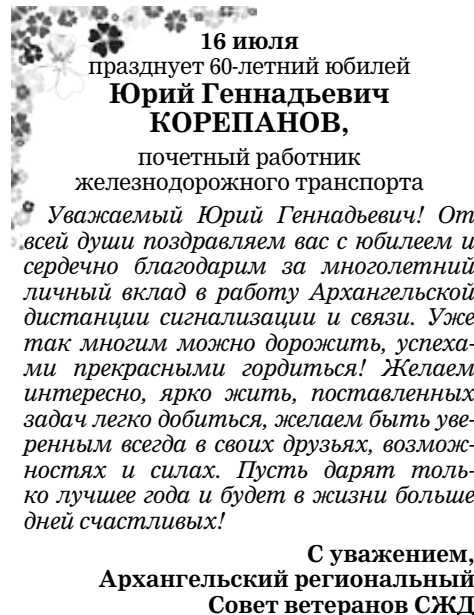 16 июля
празднует 60-летний юбилей
Юрий Геннадьевич
КОРЕПАНОВ,
почетный работник
железнодорожного транспорта
Уважаемый Юрий Геннадьевич! От
всей души поздравляем вас с юбилеем и
сердечно благодарим за многолетний
личный вклад в работу Архангельской
дистанции сигнализации и связи. Уже
так многим можно дорожить, успеха-
ми прекрасными гордиться! Желаем
интересно, ярко жить, поставленных
задач легко добиться, желаем быть уве-
ренным всегда в своих друзьях, возмож-
ностях и силах. Пусть дарят толь-
ко лучшее года и будет в жизни больше
дней счастливых!
С уважением,
Архангельский региональный
Совет ветеранов СЖД